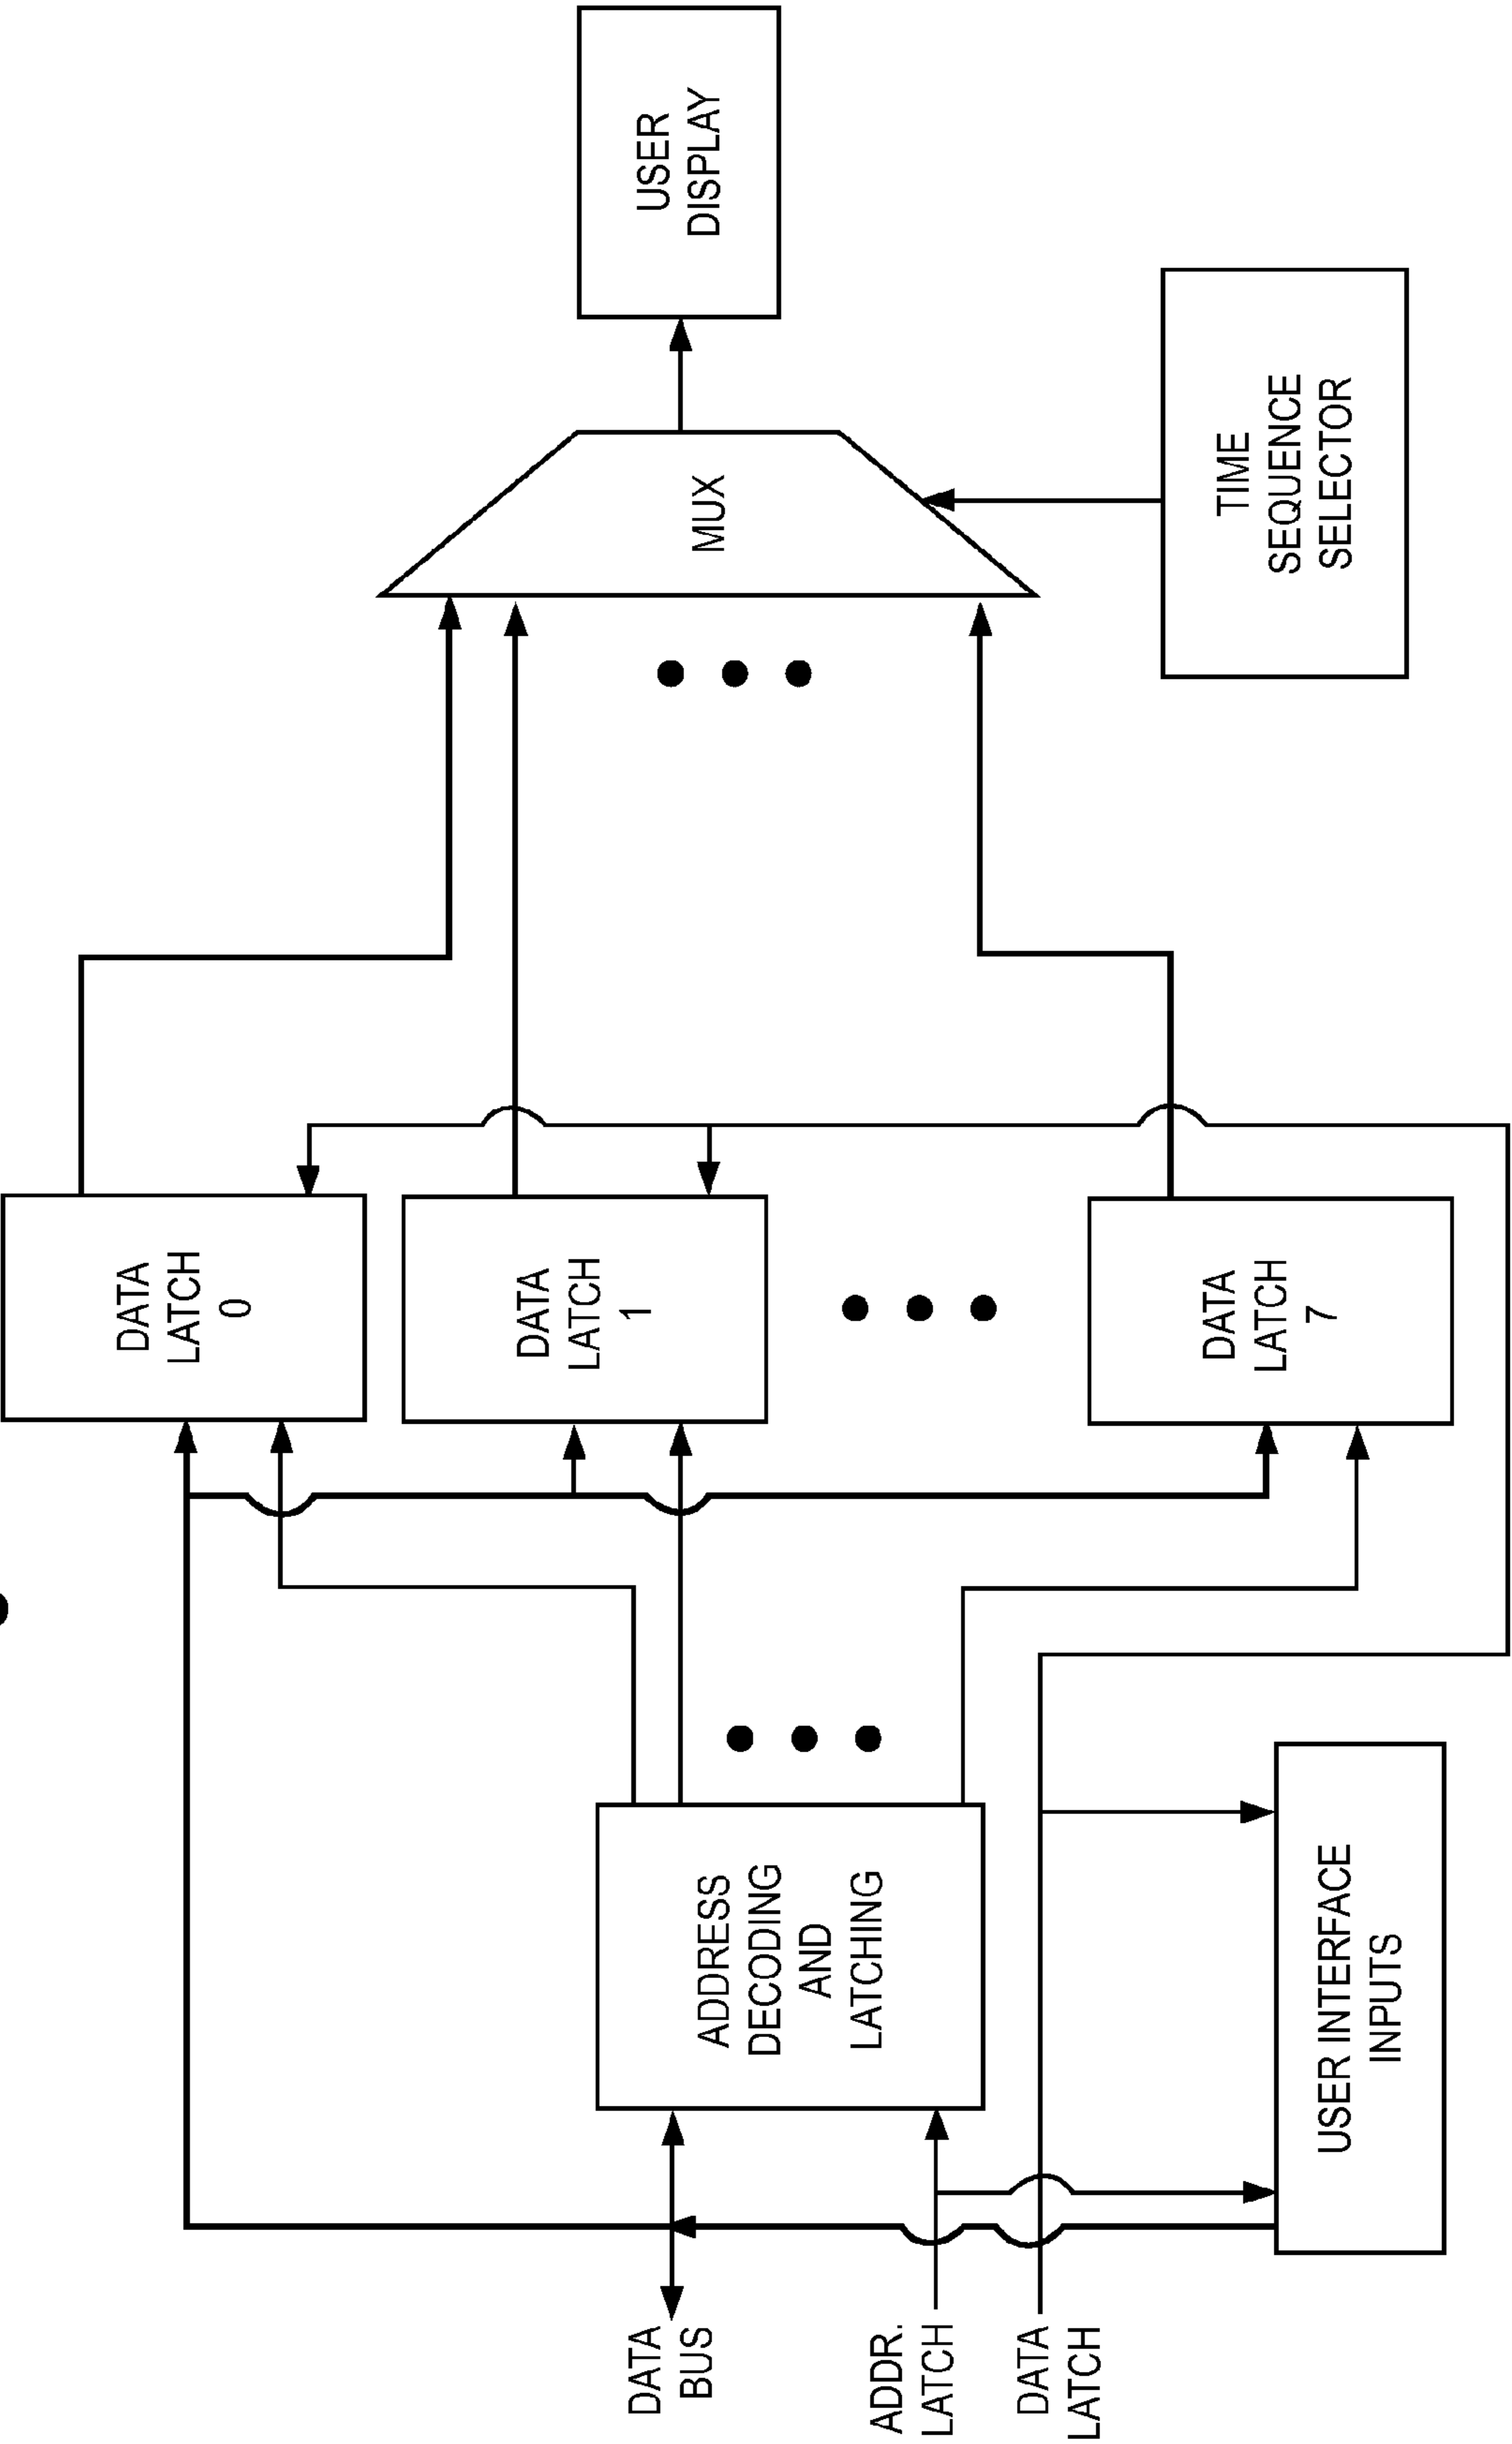 DATA
BUS
ADDR.
LATCH
DATA
LATCH
ADDRESS
DECODING
AND
LATCHING
USER INTERFACE
INPUTS
DATA
LATCH
0
DATA
LATCH
1
DATA
LATCH
7
MUX
TIME
SEQUENCE
SELECTOR
USER
DISPLAY